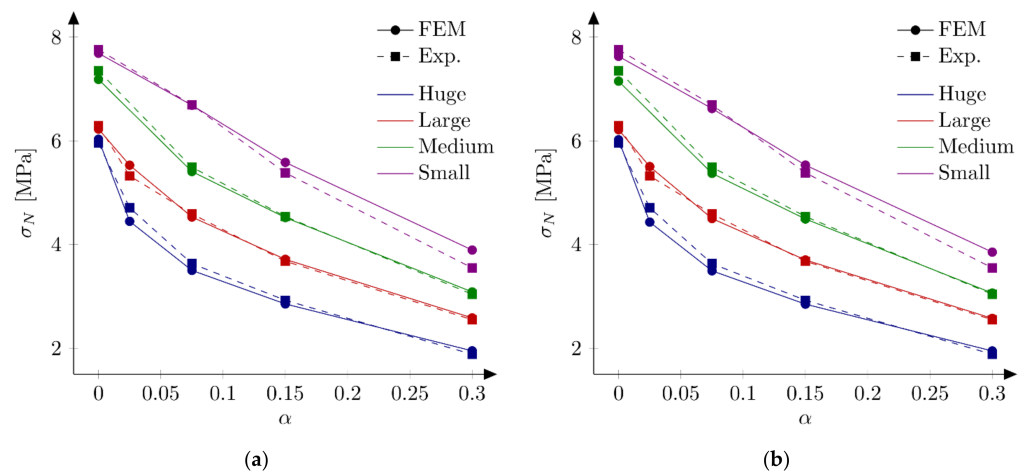 8
6
4
2
σN [MPa]
0 0.05 0.1 0.15 0.2 0.25 0.3
α
FEM
Exp.
Huge
Large
Medium
Small
(a)
8
6
4
2
σN [MPa]
0 0.05 0.1 0.15 0.2 0.25 0.3
α
FEM
Exp.
Huge
Large
Medium
Small
(b)